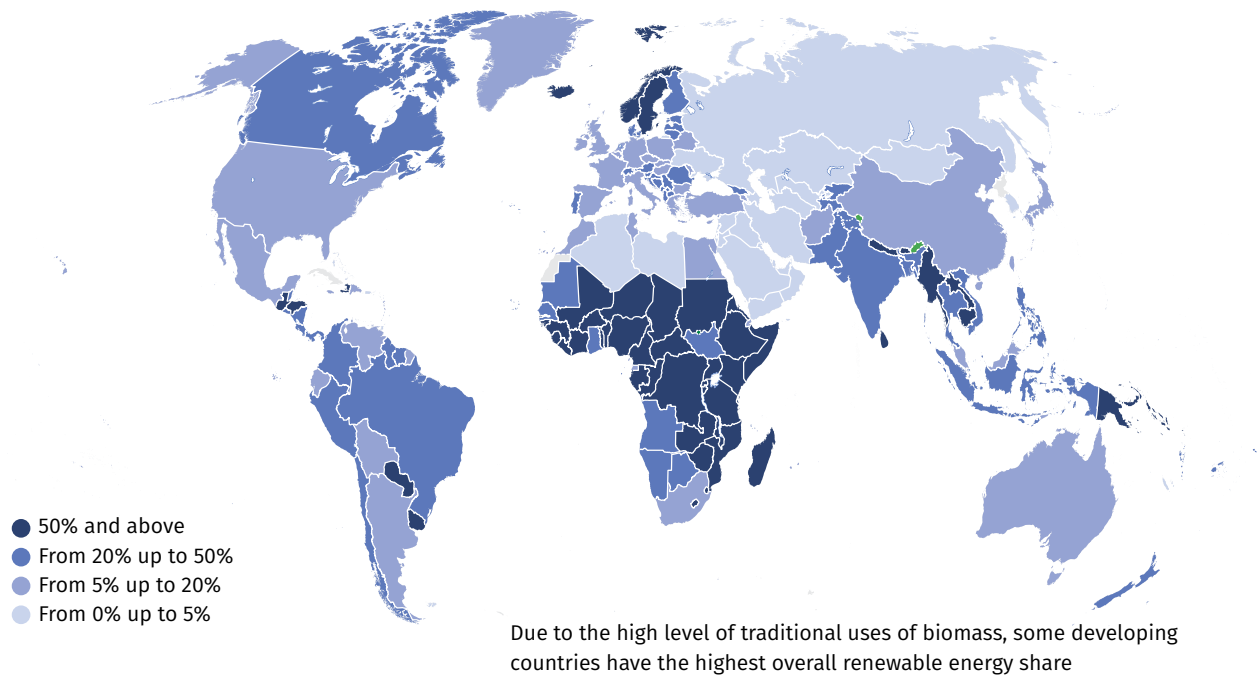 50% and above
From 20% up to 50%
From 5% up to 20%
From 0% up to 5%
Due to the high level of traditional uses of biomass, some developing
countries have the highest overall renewable energy share